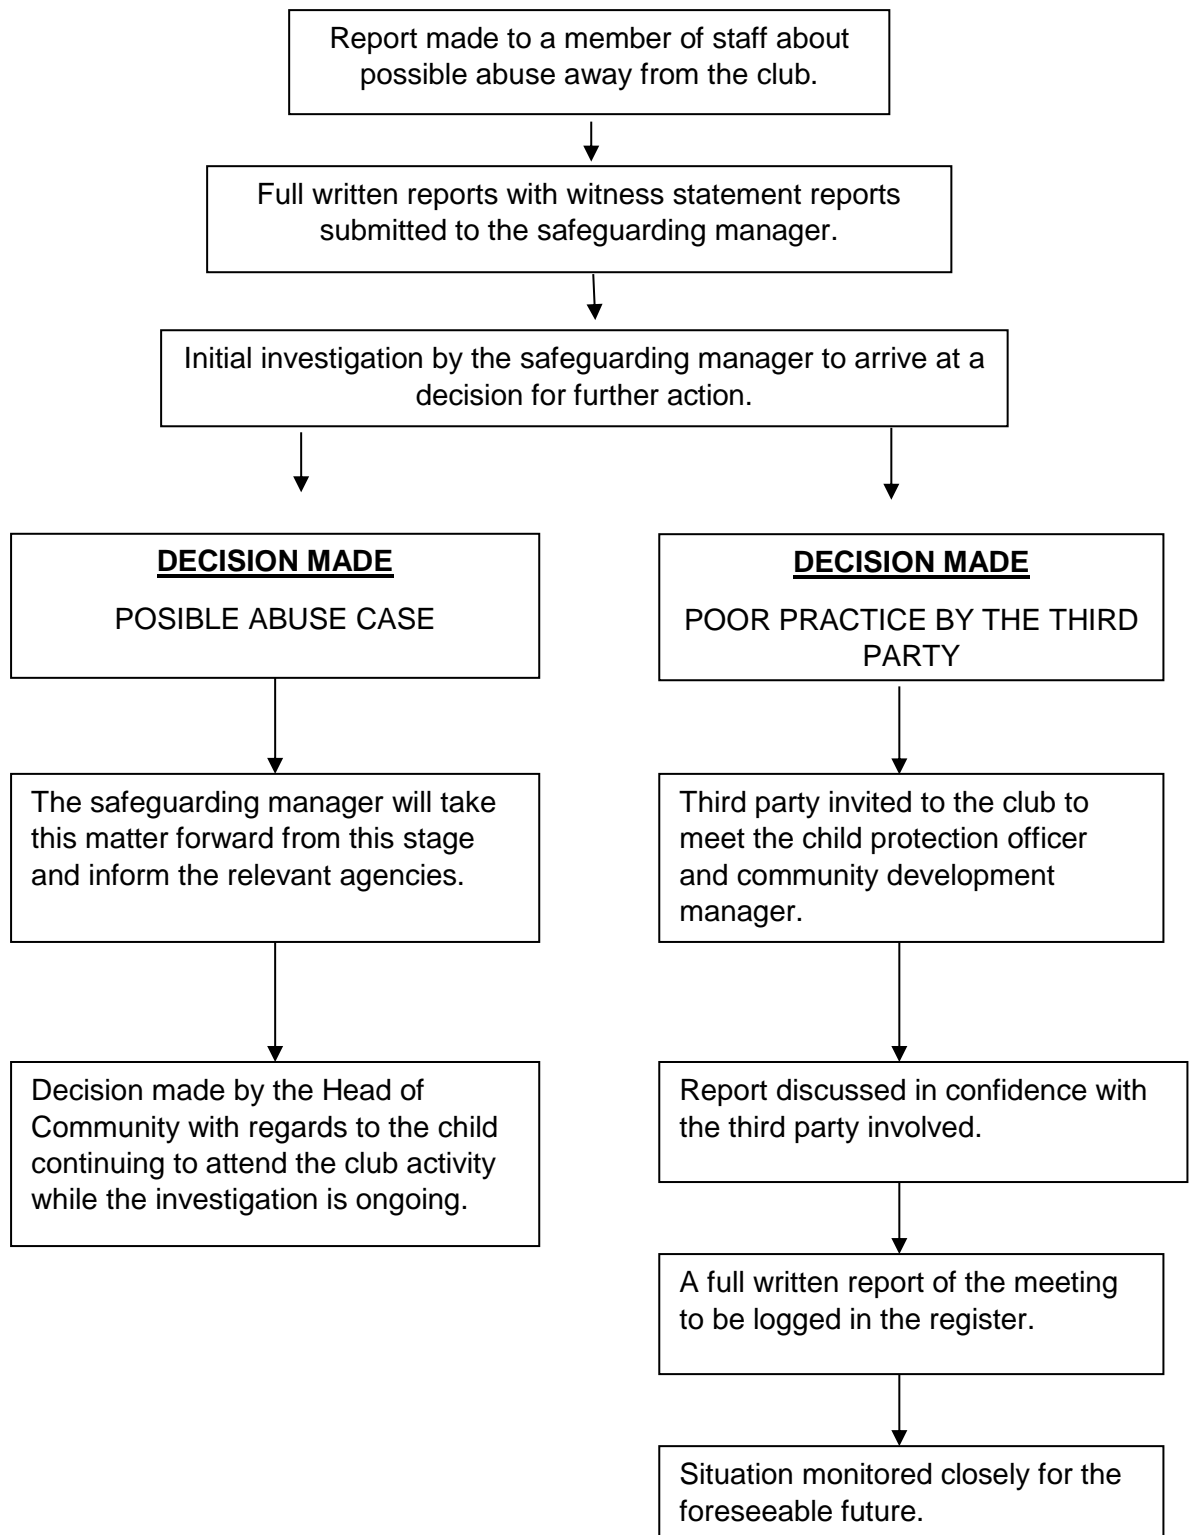 Report made to a member of staff about
possible abuse away from the club.
Full written reports with witness statement reports
submitted to the safeguarding manager.
Initial investigation by the safeguarding manager to arrive at a
decision for further action.
DECISION MADE
POSIBLE ABUSE CASE
The safeguarding manager will take
this matter forward from this stage
and inform the relevant agencies.
Decision made by the Head of
Community with regards to the child
continuing to attend the club activity
while the investigation is ongoing.
DECISION MADE
POOR PRACTICE BY THE THIRD
PARTY
Third party invited to the club to
meet the child protection officer
and community development
manager.
Report discussed in confidence with
the third party involved.
A full written report of the meeting
to be logged in the register.
Situation monitored closely for the
foreseeable future.